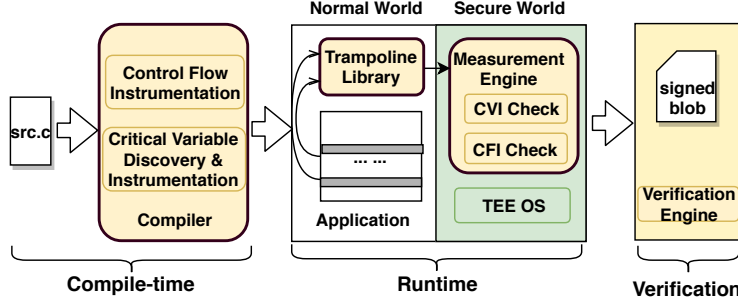 Normal World
Secure World
src.c
Control Flow
Instrumentation
Critical Variable
Discovery &
Instrumentation
Compiler
Trampoline
Library
... ...
Application
Measurement
Engine
CVI Check
CFI Check
TEE OS
signed
blob
Verification
Engine
Compile-time
Runtime
Verification